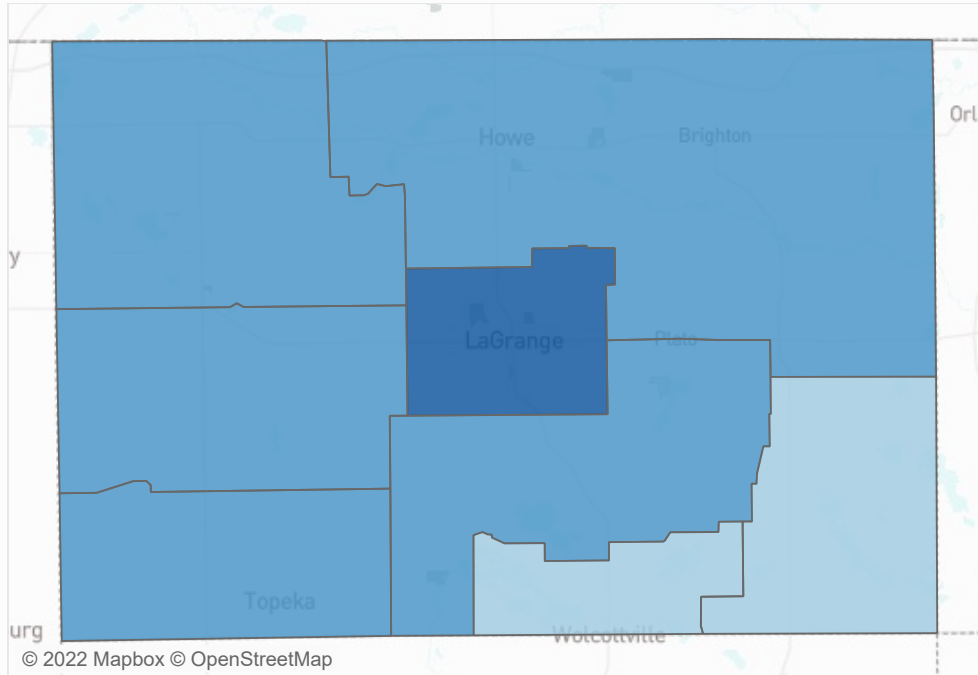 Orl
Howe
Brighton
y
LaGrange
Plato
Topeka
urg
Wolcottville
© 2022 Mapbox © OpenStreetMap